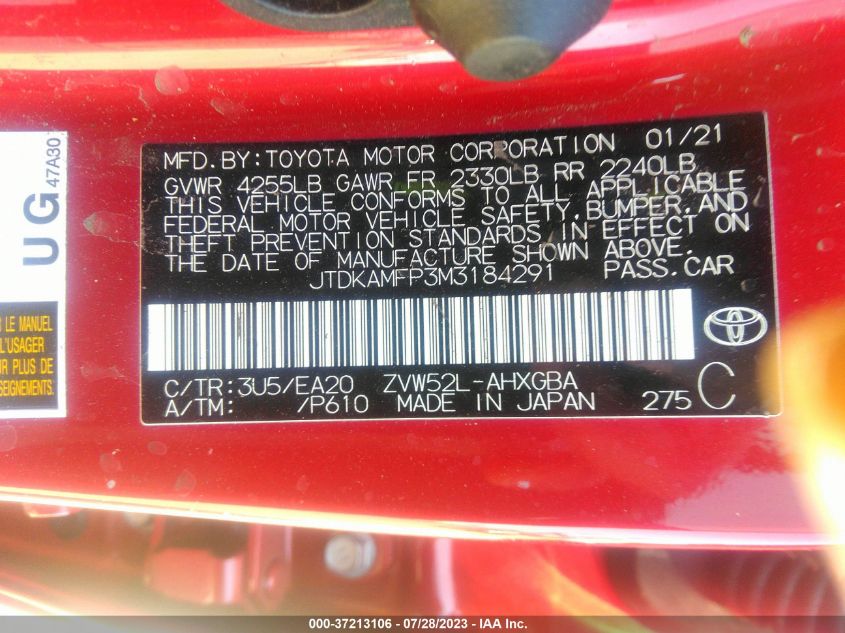 MFD. BY: TOYOTA MOTOR CORPORATION 01/21
GVWR 4255LB GAWR FR 2330LB RR 2240LB
THIS VEHICLE CONFORMS TO ALL APPLICABLE
FEDERAL MOTOR VEHICLE SAFETY, BUMPER, AND
THEFT PREVENTION STANDARDS IN EFFECT ON
THE DATE OF MANUFACTURE SHOWN ABOVE.
JTDKAMFP3M3184291 PASS. CAR
C/TR: 3U5/EA20 ZVW52L-AHXGBA
A/TM: /P610 MADE IN JAPAN 275 C
UG
47A30
LE MANUEL
L'USAGER
UR PLUS DE
SEIGNEMENTS.
000-37213106 / 07/28/2023 - IAA Inc.